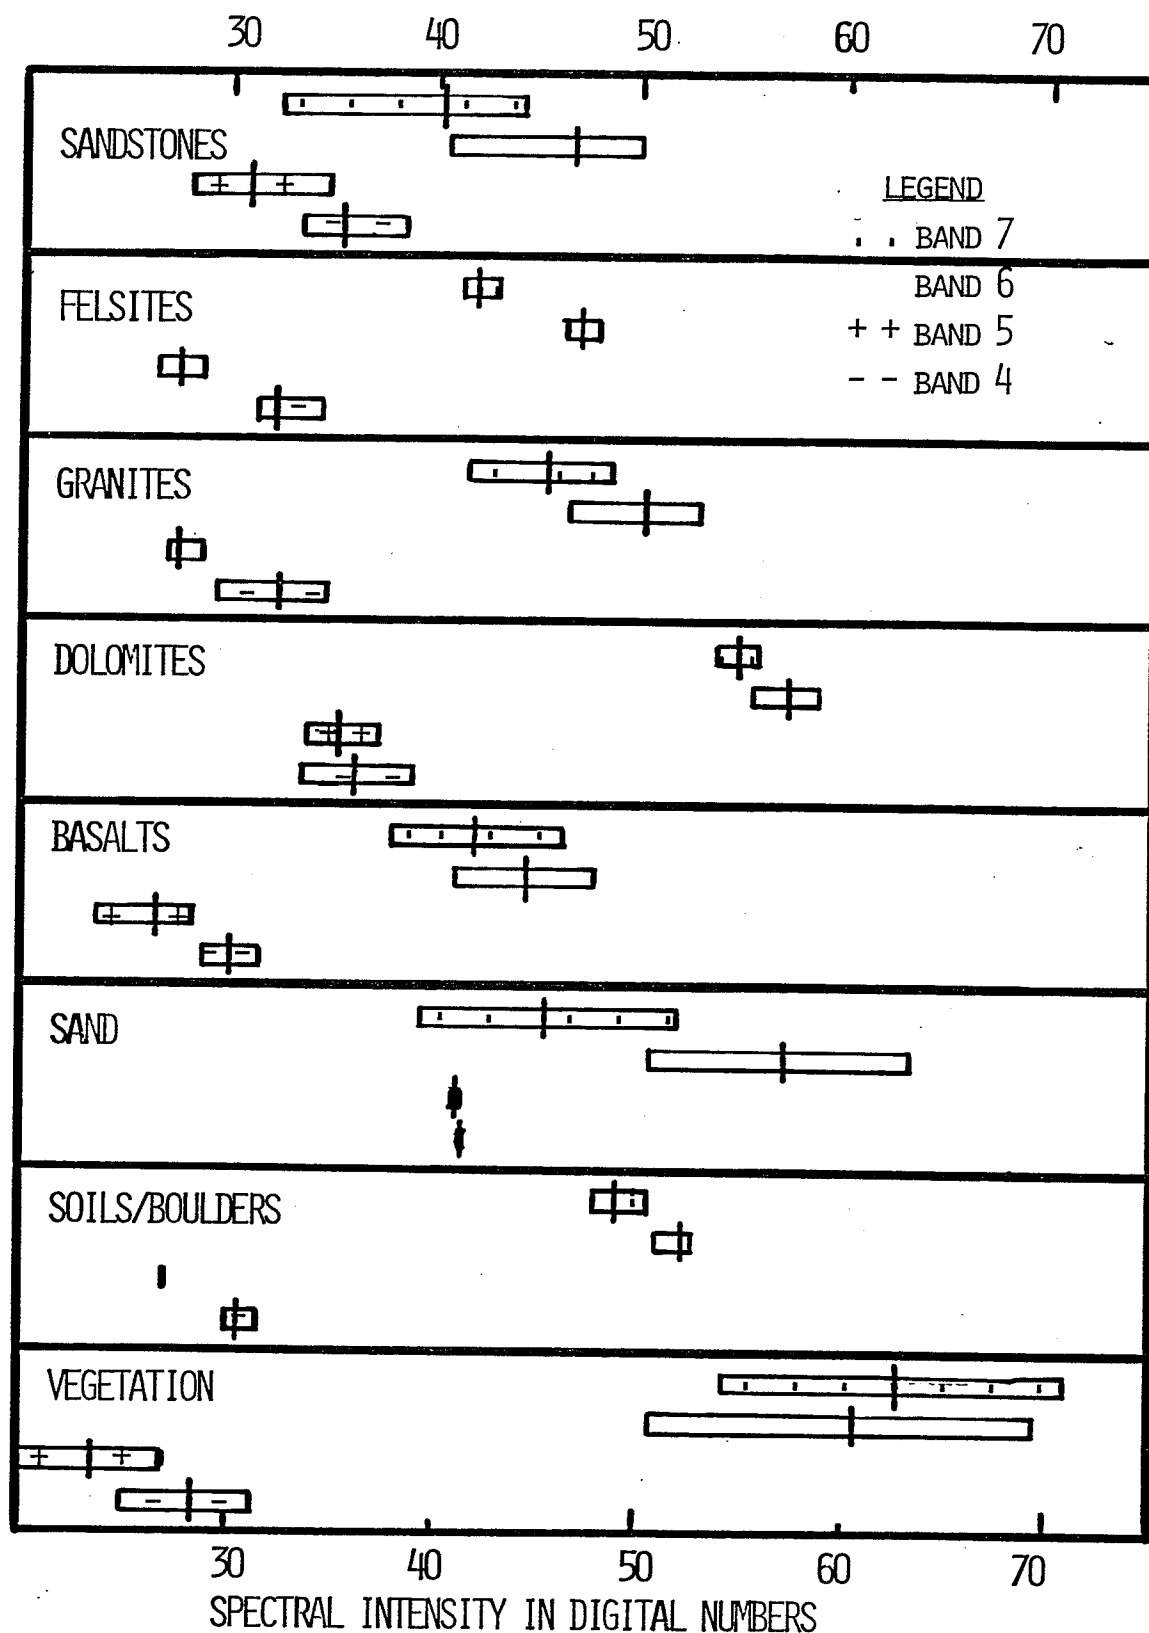 30 40 50 60 70
SANDSTONES
LEGEND
BAND 7
BAND 6
+ + BAND 5
- - BAND 4
FELSITES
GRANITES
DOLOMITES
BASALTS
SAND
SOILS/BOULDERS
VEGETATION
30 40 50 60 70
SPECTRAL INTENSITY IN DIGITAL NUMBERS